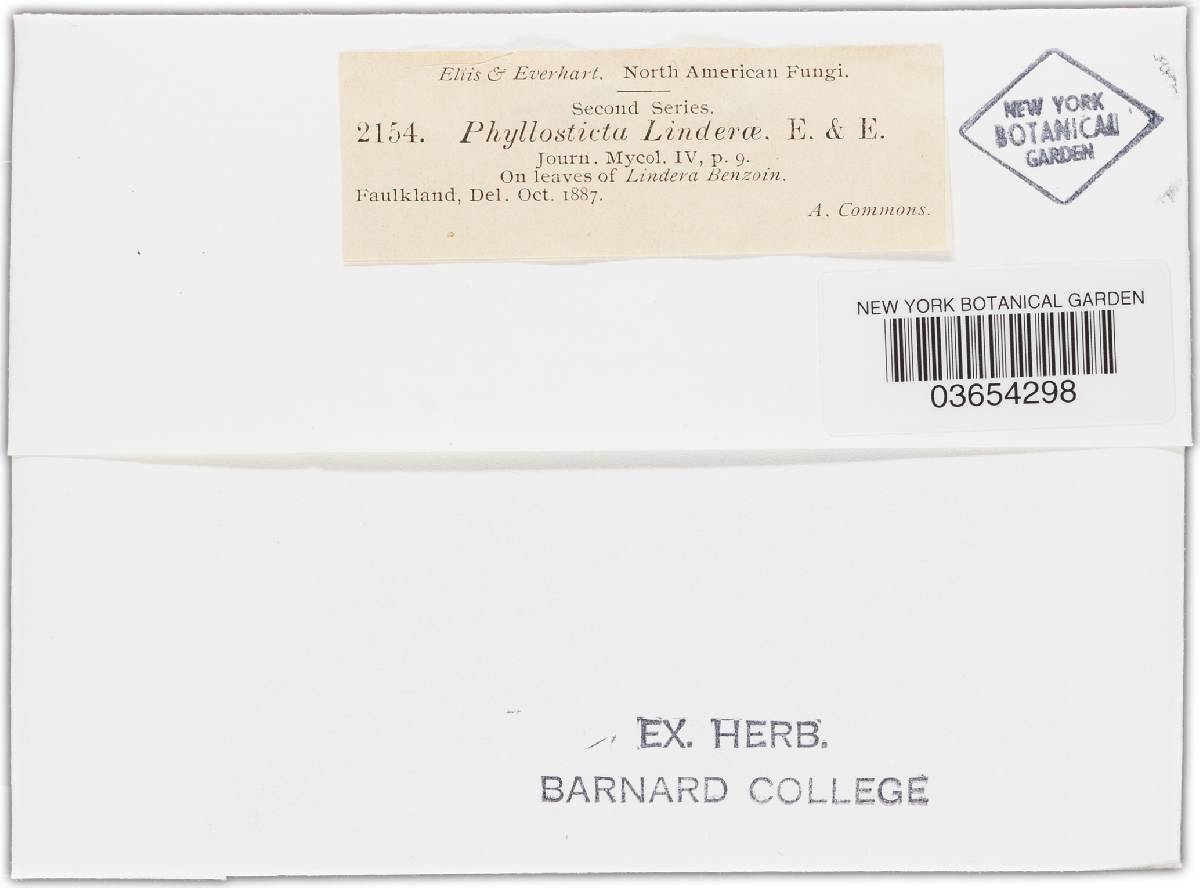 Ellis & Everhart. North American Fungi.
Second Series.
2154. Phyllosticta Linderæ. E. & E.
Journ. Mycol. IV, p. 9.
On leaves of Lindera Benzoin.
Faulkland, Del. Oct. 1887.
A. Commons.
NEW YORK
BOTANICAL
GARDEN
NEW YORK BOTANICAL GARDEN
03654298
EX. HERB.
BARNARD COLLEGE